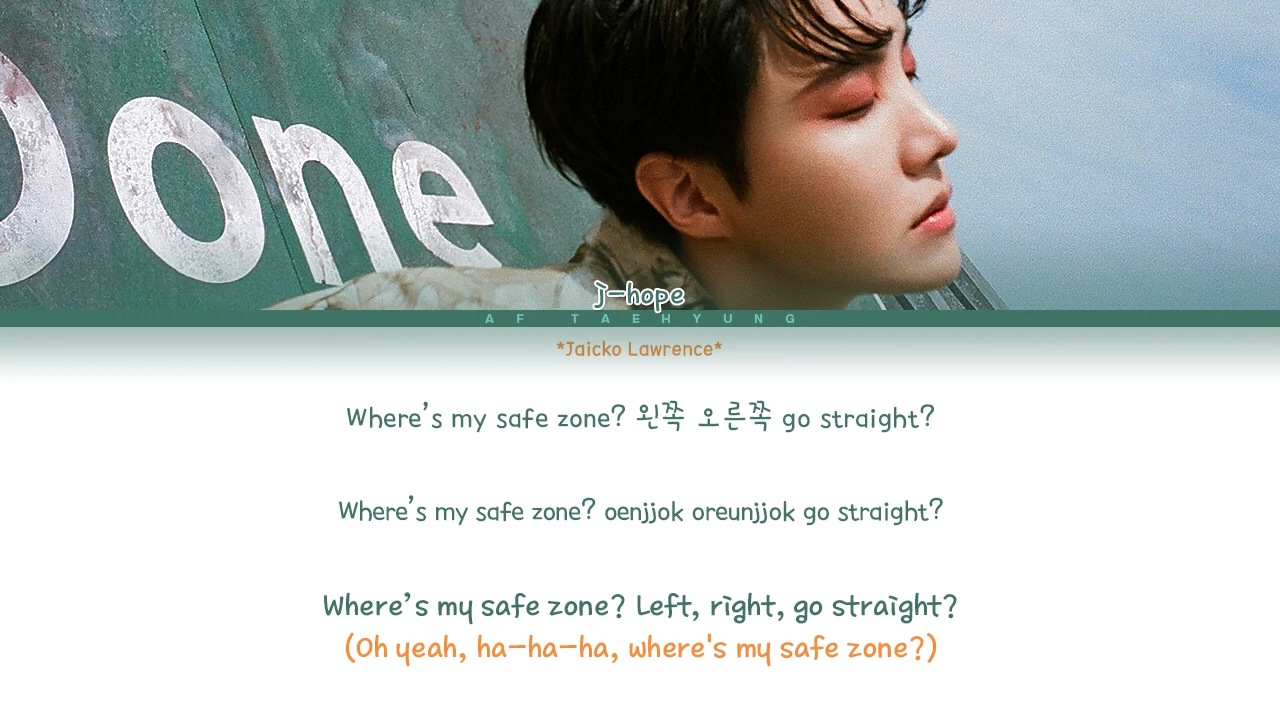 one
j-hope
AF TAEHYUNG
*Jaicko Lawrence*
Where's my safe zone? 왼쪽 오른쪽 go straight?
Where's my safe zone? oenjjok oreunjjok go straight?
Where's my safe zone? Left, right, go straight?
(Oh yeah, ha-ha-ha, where's my safe zone?)